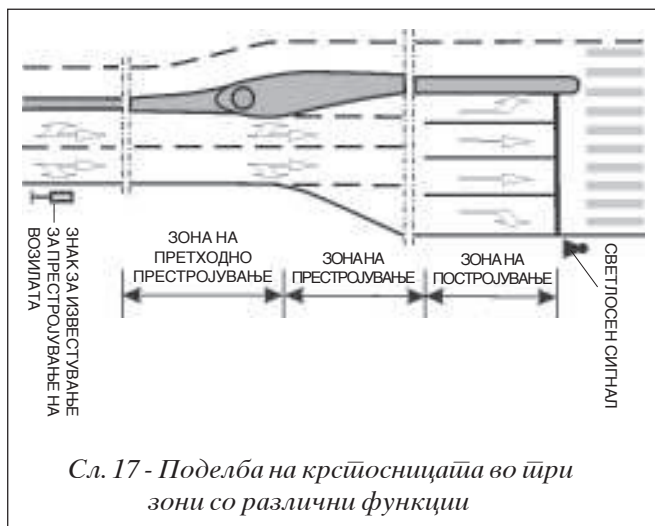 ЗОНА НА
ПРЕТХОДНО
ПРЕСТРОЈУВАЊЕ
ЗОНА НА
ПРЕСТРОЈУВАЊЕ
ЗОНА НА
ПОСТРОЈУВАЊЕ
ЗНАК ЗА ИЗВЕСТУВАЊЕ
ЗА ПРЕСТРОЈУВАЊЕ НА
ВОЗИЛАТА
СВЕТЛОСЕН СИГНАЛ
Сл. 17 - Поделба на крстосницата во три
зони со различни функции